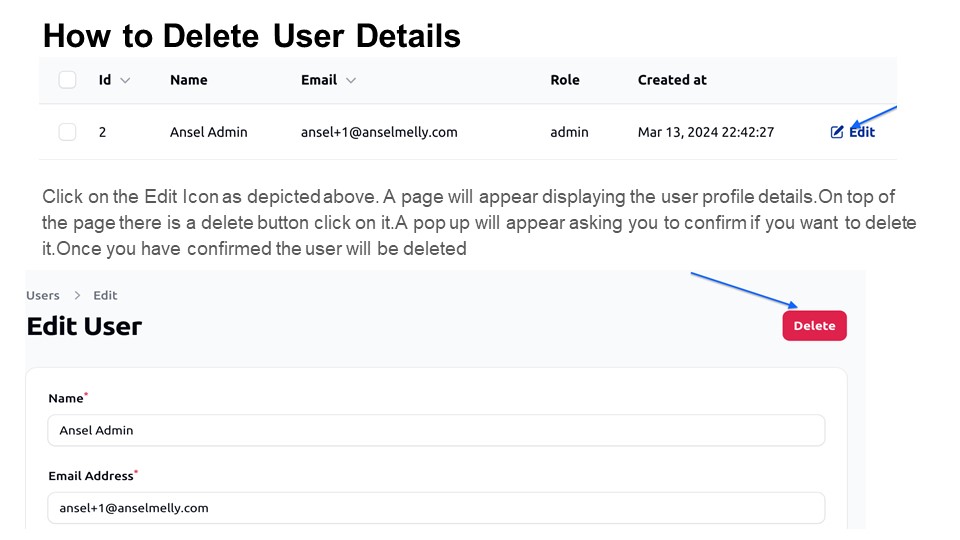 How to Delete User Details
Id Name Email Role Created at
2 Ansel Admin ansel+1@anselmelly.com admin Mar 13, 2024 22:42:27 Edit
Click on the Edit Icon as depicted above. A page will appear displaying the user profile details.On top of
the page there is a delete button click on it.A pop up will appear asking you to confirm if you want to delete
it.Once you have confirmed the user will be deleted
Users > Edit
Edit User
Delete
Name*
Ansel Admin
Email Address*
ansel+1@anselmelly.com